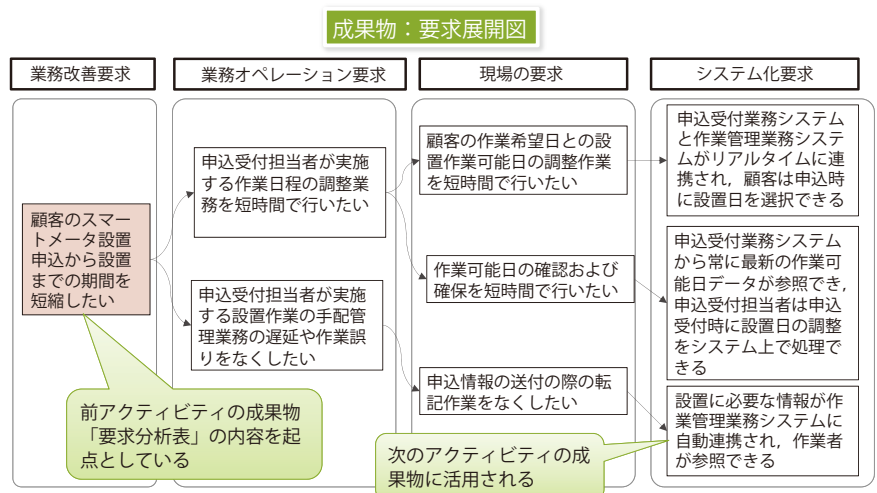 成果物：要求展開図
業務改善要求
業務オペレーション要求
現場の要求
システム化要求
顧客のスマー
トメータ設置
申込から設置
までの期間を
短縮したい
申込受付担当者が実施
する作業日程の調整業
務を短時間で行いたい
申込受付担当者が実施
する設置作業の手配管
理業務の遅延や作業誤
りをなくしたい
顧客の作業希望日との設
置作業可能日の調整作業
を短時間で行いたい
作業可能日の確認および
確保を短時間で行いたい
申込情報の送付の際の転
記作業をなくしたい
申込受付業務システム
と作業管理業務システ
ムがリアルタイムに連
携され，顧客は申込時
に設置日を選択できる
申込受付業務システム
から常に最新の作業可
能日データが参照でき，
申込受付担当者は申込
受付時に設置日の調整
をシステム上で処理で
きる
設置に必要な情報が作
業管理業務システムに
自動連携され，作業者
が参照できる
前アクティビティの成果物
「要求分析表」の内容を起
点としている
次のアクティビティの成
果物に活用される